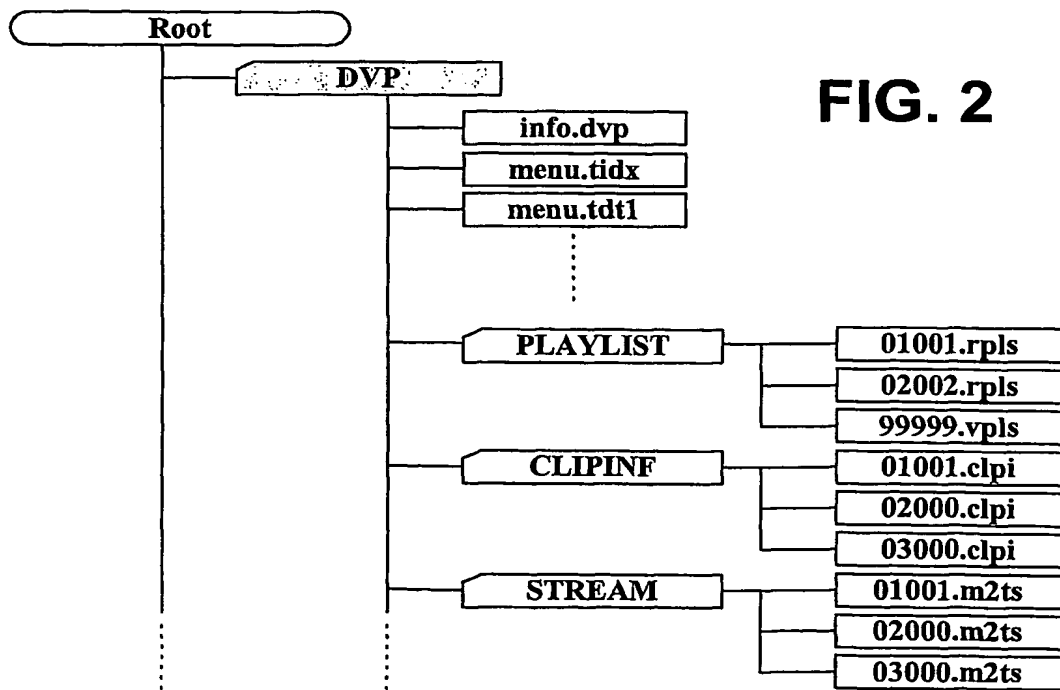 Root
DVP
FIG. 2
info.dvp
menu.tidx
menu.tdt1
PLAYLIST
01001.rpls
02002.rpls
99999.vpls
CLIPINF
01001.clpi
02000.clpi
03000.clpi
STREAM
01001.m2ts
02000.m2ts
03000.m2ts